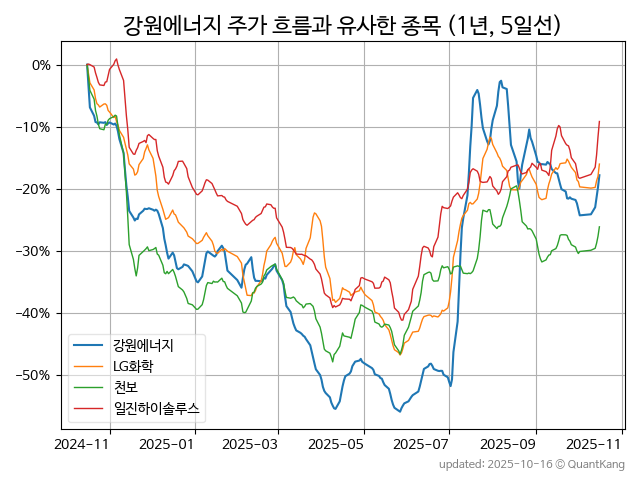 강원에너지 주가 흐름과 유사한 종목 (1년, 5일선)
0%
-10%
-20%
-30%
-40%
-50%
강원에너지
LG화학
천보
일진하이솔루스
2024-11
2025-01
2025-03
2025-05
2025-07
2025-09
2025-11
updated: 2025-10-16 © QuantKang